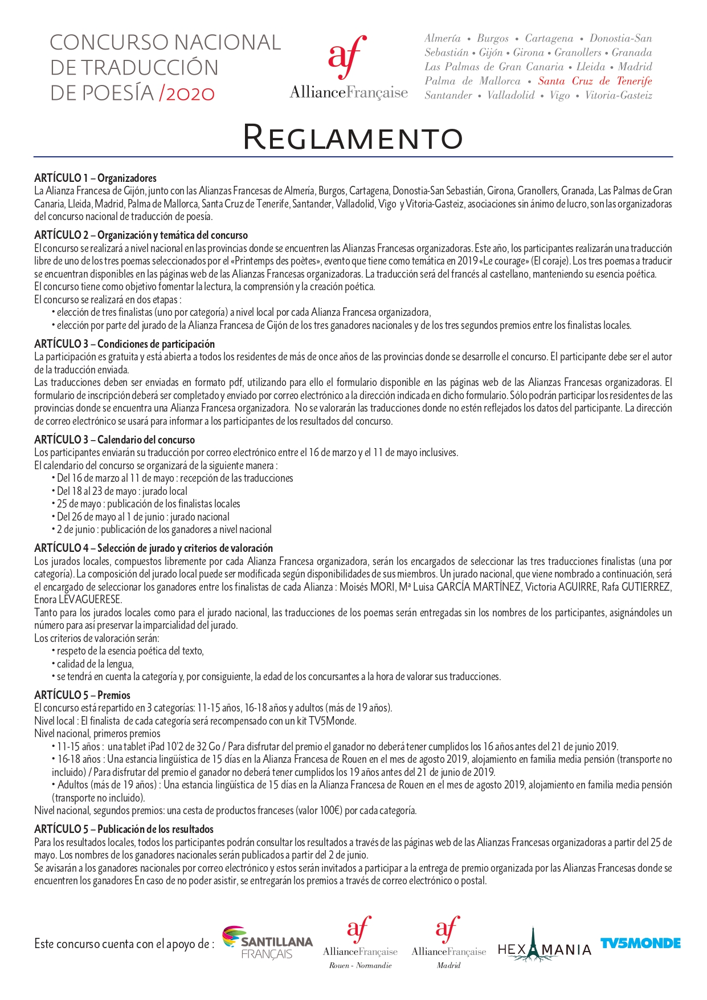 CONCURSO NACIONAL
DE TRADUCCIÓN
DE POESÍA /2020
af
AllianceFrançaise
Almería • Burgos • Cartagena • Donostia-San
Sebastián • Gijón • Girona • Granollers • Granada
Las Palmas de Gran Canaria • Lleida • Madrid
Palma de Mallorca • Santa Cruz de Tenerife
Santander • Valladolid • Vigo • Vitoria-Gasteiz
REGLAMENTO
ARTÍCULO 1 – Organizadores
La Alianza Francesa de Gijón, junto con las Alianzas Francesas de Almería, Burgos, Cartagena, Donostia-San Sebastián, Girona, Granollers, Granada, Las Palmas de Gran
Canaria, Lleida, Madrid, Palma de Mallorca, Santa Cruz de Tenerife, Santander, Valladolid, Vigo y Vitoria-Gasteiz, asociaciones sin ánimo de lucro, son las organizadoras
del concurso nacional de traducción de poesía.
ARTÍCULO 2 – Organización y temática del concurso
El concurso se realizará a nivel nacional en las provincias donde se encuentren las Alianzas Francesas organizadoras. Este año, los participantes realizarán una traducción
libre de uno de los tres poemas seleccionados por el «Printemps des poètes», evento que tiene como temática en 2019 «Le courage» (El coraje). Los tres poemas a traducir
se encuentran disponibles en las páginas web de las Alianzas Francesas organizadoras. La traducción será del francés al castellano, manteniendo su esencia poética.
El concurso tiene como objetivo fomentar la lectura, la comprensión y la creación poética.
El concurso se realizará en dos etapas :
• elección de tres finalistas (uno por categoría) a nivel local por cada Alianza Francesa organizadora,
• elección por parte del jurado de la Alianza Francesa de Gijón de los tres ganadores nacionales y de los tres segundos premios entre los finalistas locales.
ARTÍCULO 3 – Condiciones de participación
La participación es gratuita y está abierta a todos los residentes de más de once años de las provincias donde se desarrolle el concurso. El participante debe ser el autor
de la traducción enviada.
Las traducciones deben ser enviadas en formato pdf, utilizando para ello el formulario disponible en las páginas web de las Alianzas Francesas organizadoras. El
formulario de inscripción deberá ser completado y enviado por correo electrónico a la dirección indicada en dicho formulario. Sólo podrán participar los residentes de las
provincias donde se encuentra una Alianza Francesa organizadora. No se valorarán las traducciones donde no estén reflejados los datos del participante. La dirección
de correo electrónico se usará para informar a los participantes de los resultados del concurso.
ARTÍCULO 3 – Calendario del concurso
Los participantes enviarán su traducción por correo electrónico entre el 16 de marzo y el 11 de mayo inclusives.
El calendario del concurso se organizará de la siguiente manera :
• Del 16 de marzo al 11 de mayo : recepción de las traducciones
• Del 18 al 23 de mayo : jurado local
• 25 de mayo : publicación de los finalistas locales
• Del 26 de mayo al 1 de junio : jurado nacional
• 2 de junio : publicación de los ganadores a nivel nacional
ARTÍCULO 4 – Selección de jurado y criterios de valoración
Los jurados locales, compuestos libremente por cada Alianza Francesa organizadora, serán los encargados de seleccionar las tres traducciones finalistas (una por
categoría). La composición del jurado local puede ser modificada según disponibilidades de sus miembros. Un jurado nacional, que viene nombrado a continuación, será
el encargado de seleccionar los ganadores entre los finalistas de cada Alianza : Moisés MORI, Mª Luisa GARCÍA MARTÍNEZ, Victoria AGUIRRE, Rafa GUTIERREZ,
Enora LEVAGUERESE.
Tanto para los jurados locales como para el jurado nacional, las traducciones de los poemas serán entregadas sin los nombres de los participantes, asignándoles un
número para así preservar la imparcialidad del jurado.
Los criterios de valoración serán:
• respeto de la esencia poética del texto,
• calidad de la lengua,
• se tendrá en cuenta la categoría y, por consiguiente, la edad de los concursantes a la hora de valorar sus traducciones.
ARTÍCULO 5 – Premios
El concurso está repartido en 3 categorías: 11-15 años, 16-18 años y adultos (más de 19 años).
Nivel local : El finalista de cada categoría será recompensado con un kit TV5Monde.
Nivel nacional, primeros premios
• 11-15 años : una tablet iPad 10'2 de 32 Go / Para disfrutar del premio el ganador no deberá tener cumplidos los 16 años antes del 21 de junio 2019.
• 16-18 años : Una estancia lingüística de 15 días en la Alianza Francesa de Rouen en el mes de agosto 2019, alojamiento en familia media pensión (transporte no
incluido) / Para disfrutar del premio el ganador no deberá tener cumplidos los 19 años antes del 21 de junio de 2019.
• Adultos (más de 19 años) : Una estancia lingüística de 15 días en la Alianza Francesa de Rouen en el mes de agosto 2019, alojamiento en familia media pensión
(transporte no incluido).
Nivel nacional, segundos premios: una cesta de productos franceses (valor 100€) por cada categoría.
ARTÍCULO 5 – Publicación de los resultados
Para los resultados locales, todos los participantes podrán consultar los resultados a través de las páginas web de las Alianzas Francesas organizadoras a partir del 25 de
mayo. Los nombres de los ganadores nacionales serán publicados a partir del 2 de junio.
Se avisarán a los ganadores nacionales por correo electrónico y estos serán invitados a participar a la entrega de premio organizada por las Alianzas Francesas donde se
encuentren los ganadores En caso de no poder asistir, se entregarán los premios a través de correo electrónico o postal.
Este concurso cuenta con el apoyo de :
SANTILLANA
FRANÇAIS
af
AllianceFrançaise
Rouen - Normandie
af
AllianceFrançaise
Madrid
HEXAMANIA
TV5MONDE